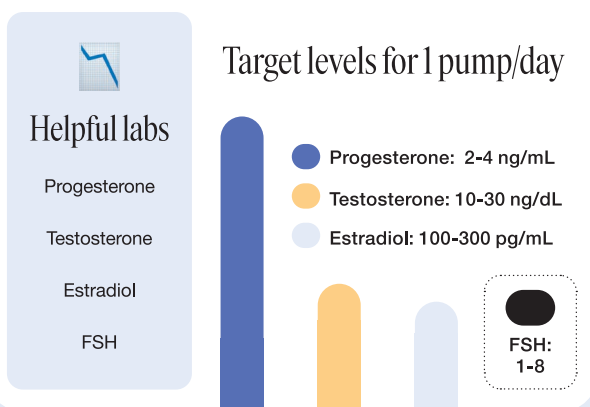 Helpful labs
Progesterone
Testosterone
Estradiol
FSH
Target levels for 1 pump/day
Progesterone: 2-4 ng/mL
Testosterone: 10-30 ng/dL
Estradiol: 100-300 pg/mL
FSH:
1-8